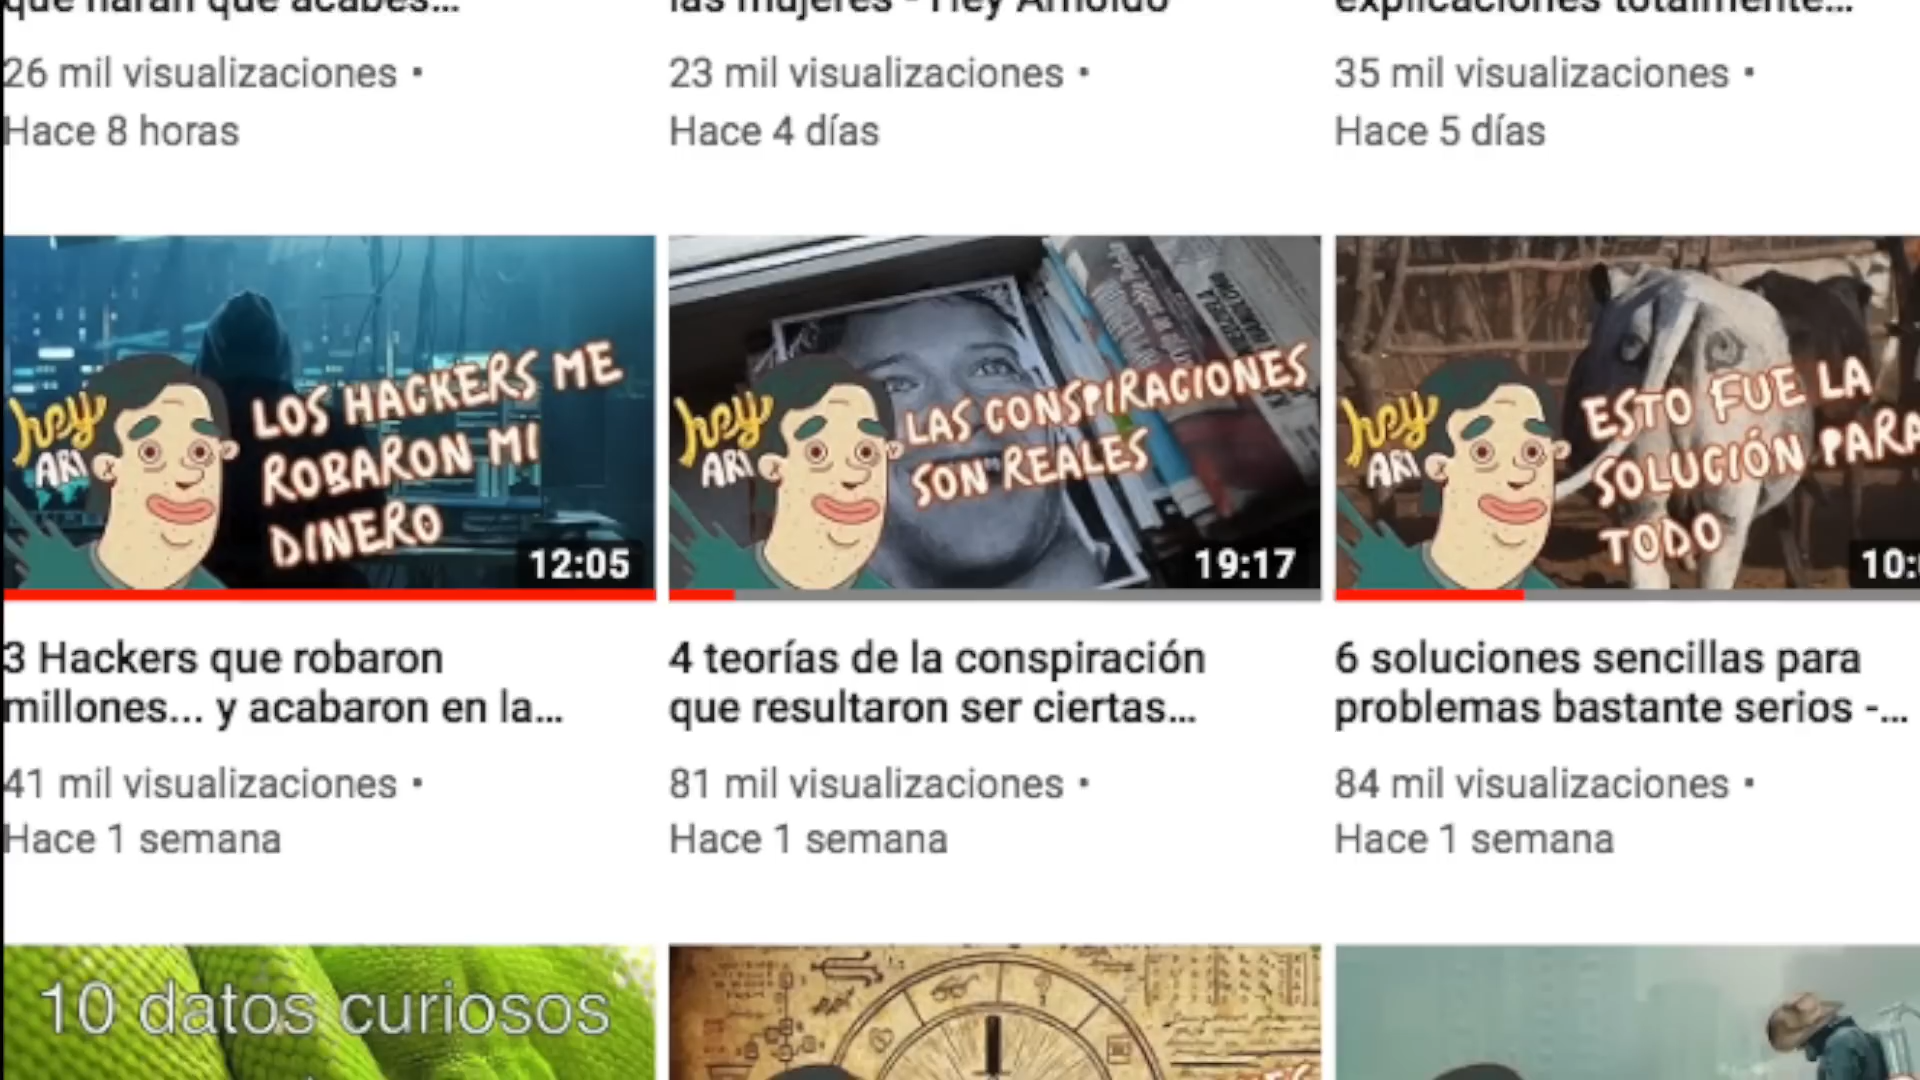 que harán que acabes...
las mujeres - Hey Arnoldo
explicaciones totalmente...
26 mil visualizaciones •
23 mil visualizaciones •
35 mil visualizaciones •
Hace 8 horas
Hace 4 días
Hace 5 días
hey
ARI
LOS HACKERS ME
ROBARON MI
DINERO
12:05
hey
ARI
LAS CONSPIRACIONES
SON REALES
19:17
hey
ARI
ESTO FUE LA
SOLUCIÓN PARA
TODO
10:
3 Hackers que robaron
millones... y acabaron en la...
4 teorías de la conspiración
que resultaron ser ciertas...
6 soluciones sencillas para
problemas bastante serios -...
41 mil visualizaciones •
81 mil visualizaciones •
84 mil visualizaciones •
Hace 1 semana
Hace 1 semana
Hace 1 semana
10 datos curiosos